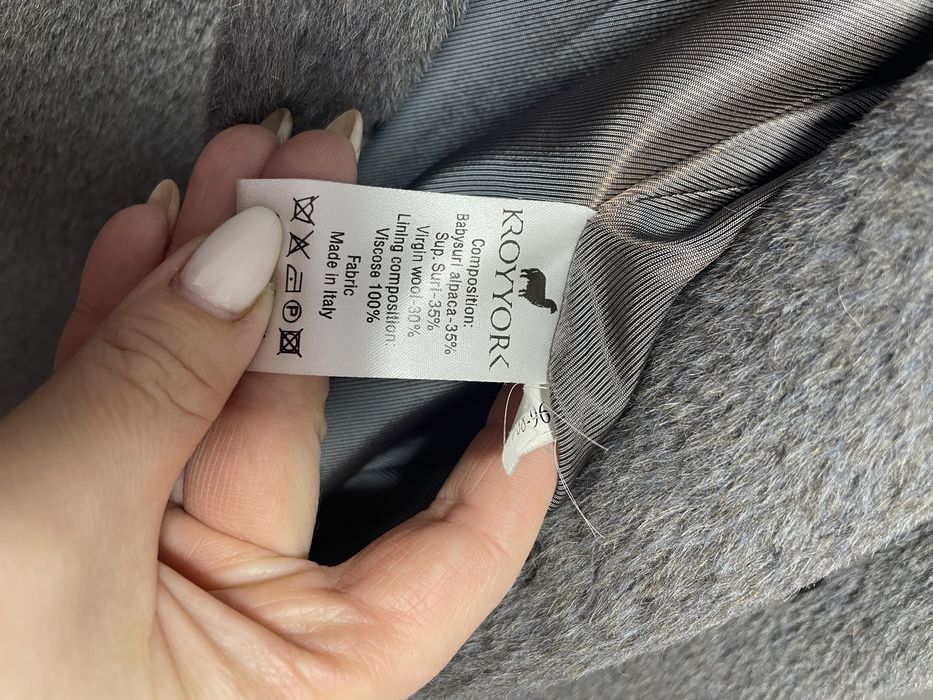 KROYYORK
Composition:
Babysuri alpaca-35%
Sup. Suri-35%
Virgin wool-30%
Lining composition:
Viscose 100%
Fabric
Made in Italy
P